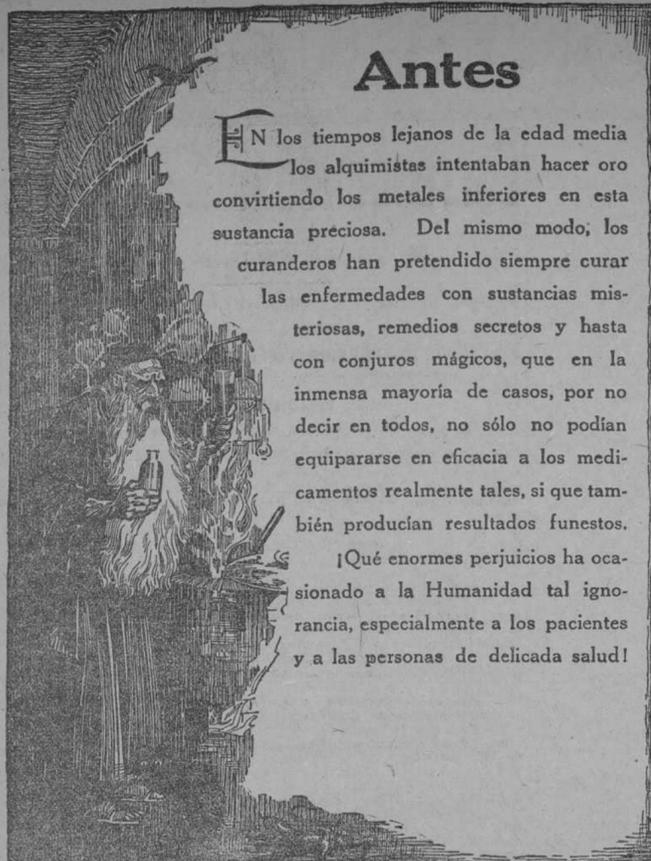 Antes
EN los tiempos lejanos de la edad media
los alquimistas intentaban hacer oro
convirtiendo los metales inferiores en esta
sustancia preciosa. Del mismo modo, los
curanderos han pretendido siempre curar
las enfermedades con sustancias mis-
teriosas, remedios secretos y hasta
con conjuros mágicos, que en la
inmensa mayoría de casos, por no
decir en todos, no sólo no podían
equipararse en eficacia a los medi-
camentos realmente tales, si que tam-
bién producían resultados funestos.
¡Qué enormes perjuicios ha oca-
sionado a la Humanidad tal igno-
rancia, especialmente a los pacientes
y a las personas de delicada salud!